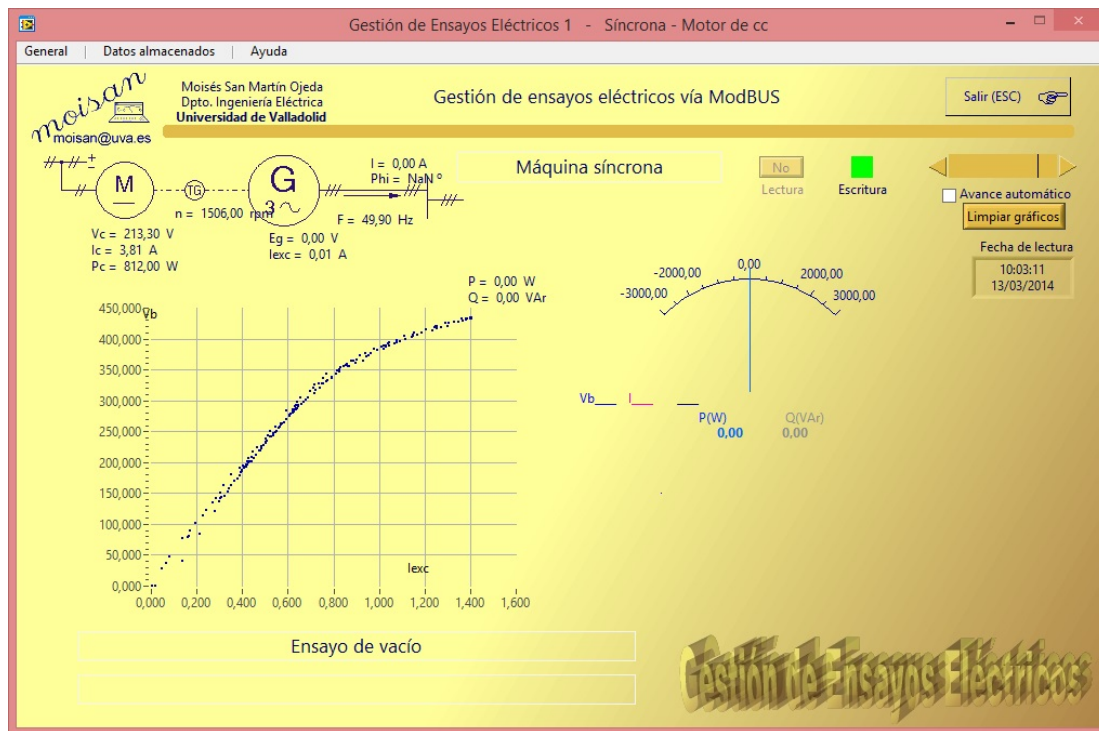 Gestión de Ensayos Eléctricos 1 - Síncrona - Motor de cc
General | Datos almacenados | Ayuda
moisan
moisan@uva.es
Moisés San Martín Ojeda
Dpto. Ingeniería Eléctrica
Universidad de Valladolid
Gestión de ensayos eléctricos vía ModBUS
Salir (ESC)
Máquina síncrona
No
Lectura
Escritura
Avance automático
Limpiar gráficos
Fecha de lectura
10:03:11
13/03/2014
M
TG
G
3
I = 0,00 A
Phi = NaN º
n = 1506,00 rpm
F = 49,90 Hz
Vc = 213,30 V
Ic = 3,81 A
Pc = 812,00 W
Eg = 0,00 V
Iexc = 0,01 A
P = 0,00 W
Q = 0,00 VAr
-3000,00 -2000,00 0,00 2000,00 3000,00
Vb I
P(W) Q(VAr)
0,00 0,00
Vb
450,000
400,000
350,000
300,000
250,000
200,000
150,000
100,000
50,000
0,000
Iexc
0,000 0,200 0,400 0,600 0,800 1,000 1,200 1,400 1,600
Ensayo de vacío
Gestión de Ensayos Eléctricos